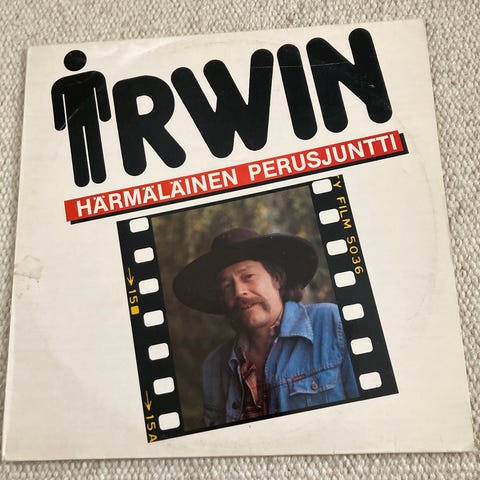 IRWIN
HÄRMÄLÄINEN PERUSJUNTTI
Y FILM 5036
→15
→15A